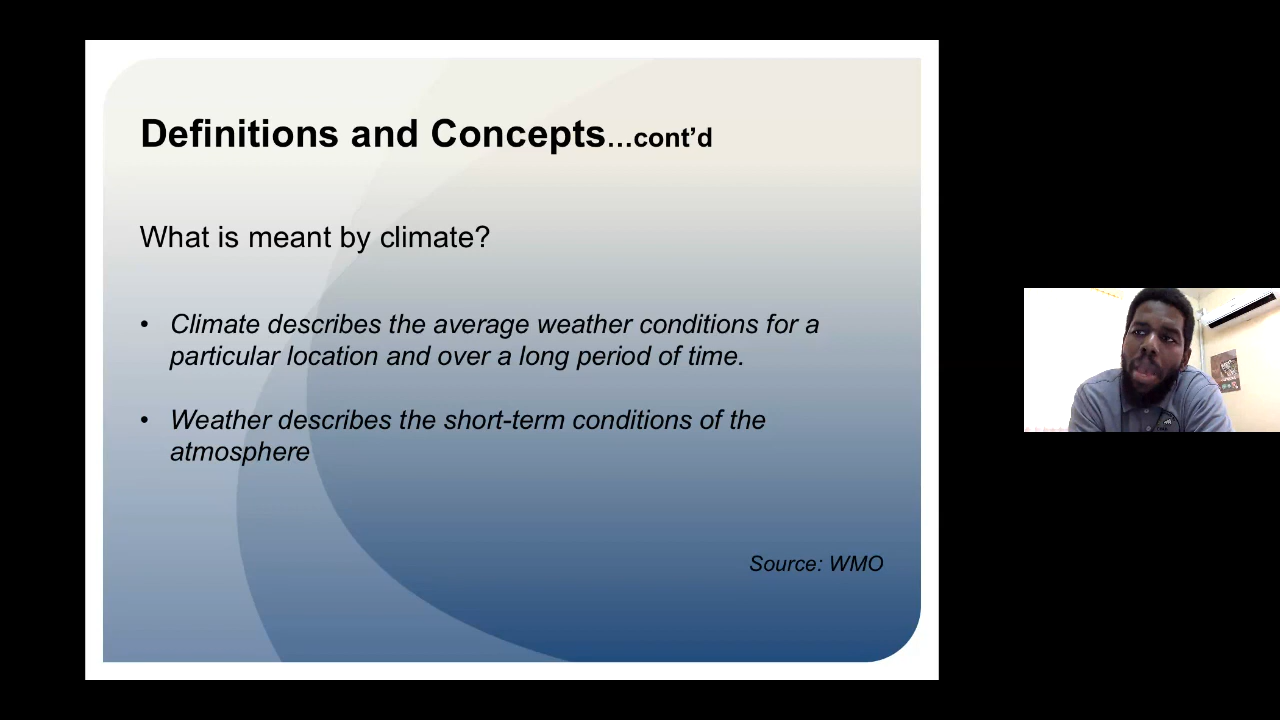 Definitions and Concepts…cont’d
What is meant by climate?
• Climate describes the average weather conditions for a
particular location and over a long period of time.
• Weather describes the short-term conditions of the
atmosphere
Source: WMO